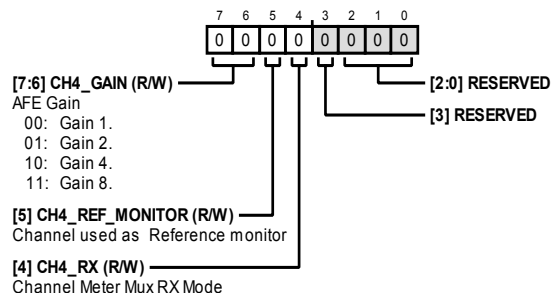 7 6 5 4 3 2 1 0
0 0 0 0 0 0 0 0
[7:6] CH4_GAIN (R/W)
AFE Gain
00: Gain 1.
01: Gain 2.
10: Gain 4.
11: Gain 8.
[5] CH4_REF_MONITOR (R/W)
Channel used as Reference monitor
[4] CH4_RX (R/W)
Channel Meter Mux RX Mode
[2:0] RESERVED
[3] RESERVED